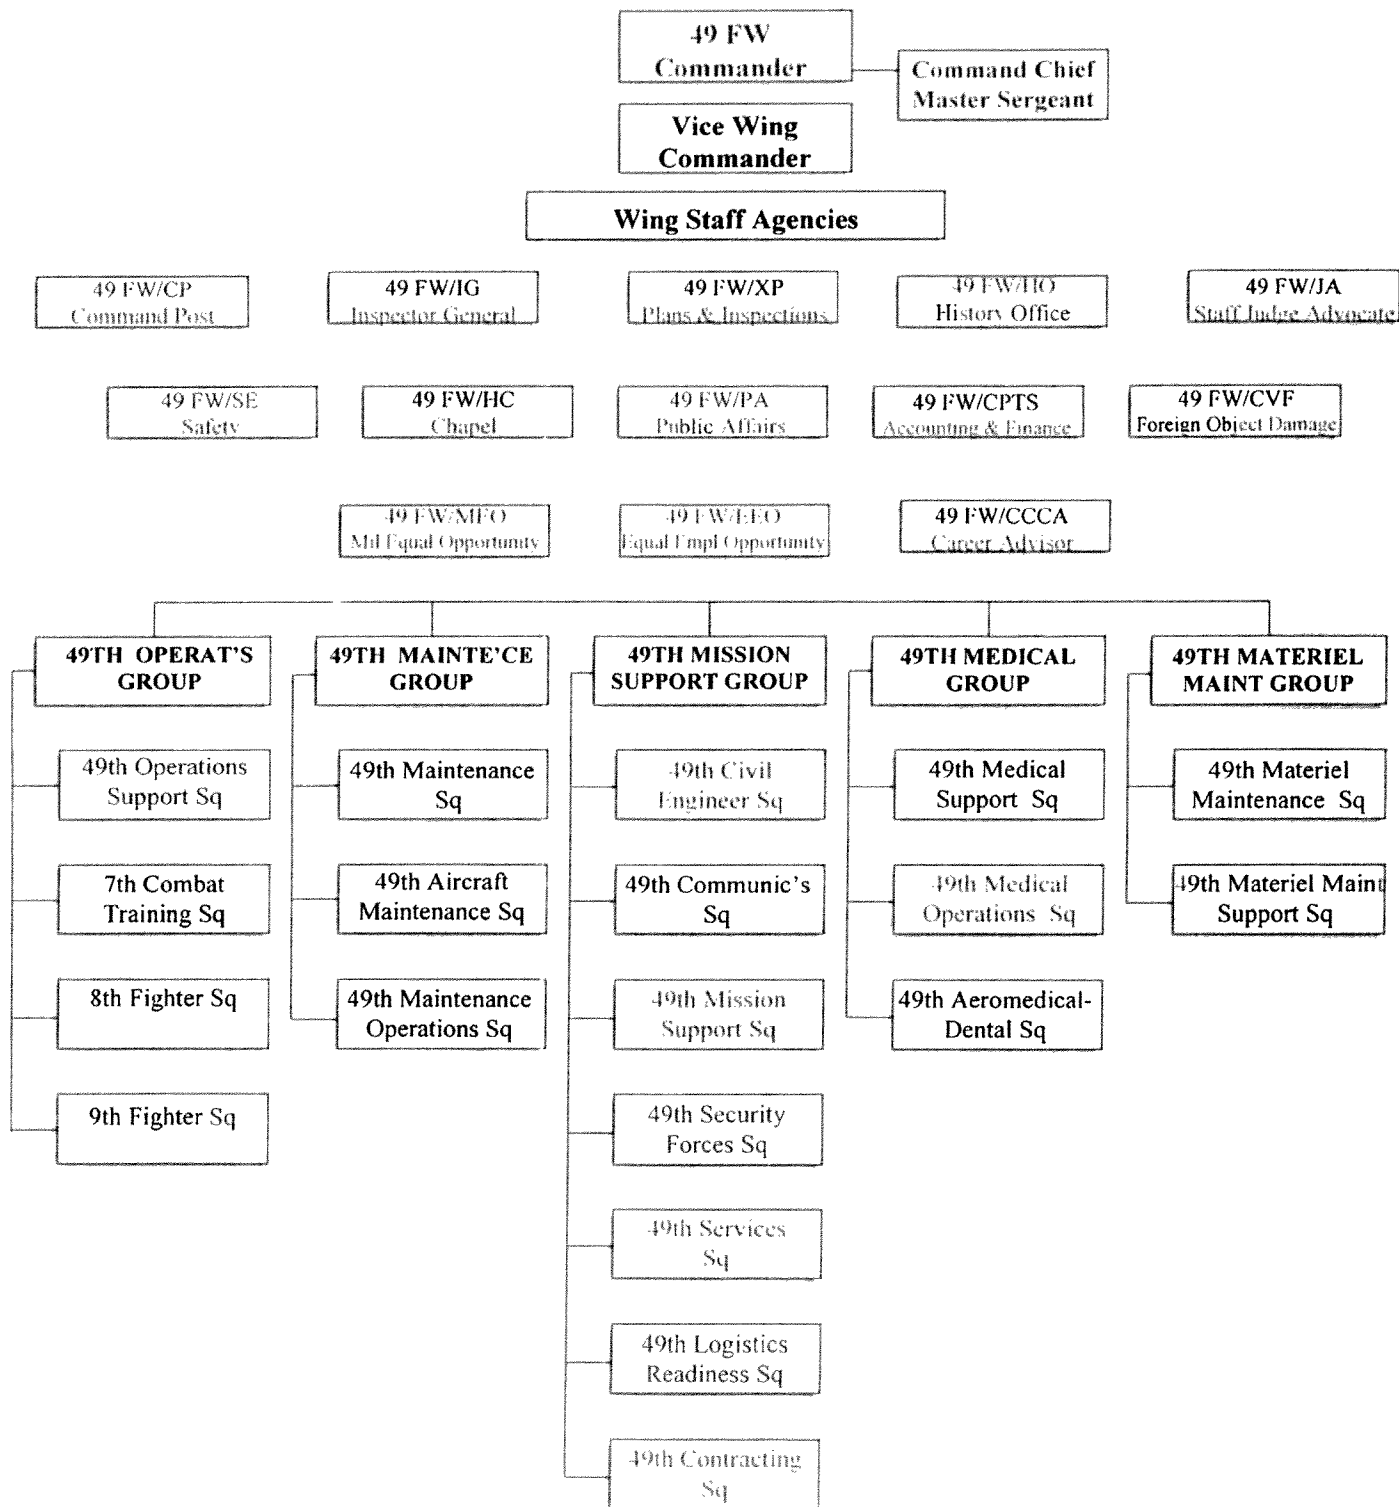 49 FW
Commander
Command Chief
Master Sergeant
Vice Wing
Commander
Wing Staff Agencies
49 FW/CP
Command Post
49 FW/IG
Inspector General
49 FW/XP
Plans & Inspections
49 FW/HO
History Office
49 FW/JA
Staff Judge Advocate
49 FW/SE
Safety
49 FW/HC
Chapel
49 FW/PA
Public Affairs
49 FW/CPTS
Accounting & Finance
49 FW/CVF
Foreign Object Damage
49 FW/MEO
Mil Equal Opportunity
49 FW/EEO
Equal Empl Opportunity
49 FW/CCCA
Career Advisor
49TH OPERAT'S
GROUP
49th Operations
Support Sq
7th Combat
Training Sq
8th Fighter Sq
9th Fighter Sq
49TH MAINTE'CE
GROUP
49th Maintenance
Sq
49th Aircraft
Maintenance Sq
49th Maintenance
Operations Sq
49TH MISSION
SUPPORT GROUP
49th Civil
Engineer Sq
49th Communic's
Sq
49th Mission
Support Sq
49th Security
Forces Sq
49th Services
Sq
49th Logistics
Readiness Sq
49th Contracting
Sq
49TH MEDICAL
GROUP
49th Medical
Support Sq
49th Medical
Operations Sq
49th Aeromedical-
Dental Sq
49TH MATERIEL
MAINT GROUP
49th Materiel
Maintenance Sq
49th Materiel Maint
Support Sq